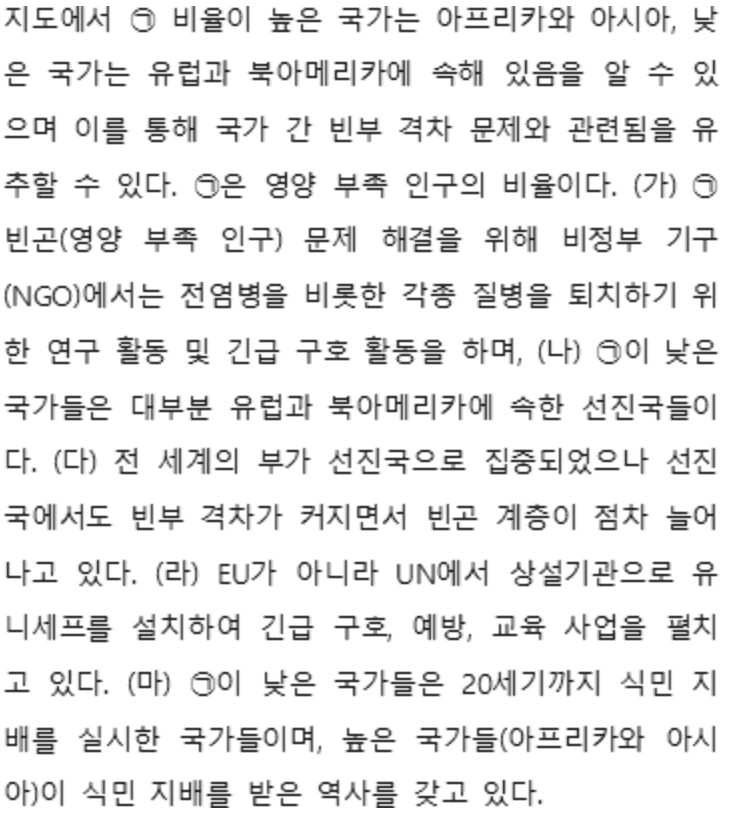 지도에서 ㉠ 비율이 높은 국가는 아프리카와 아시아, 낮
은 국가는 유럽과 북아메리카에 속해 있음을 알 수 있
으며 이를 통해 국가 간 빈부 격차 문제와 관련됨을 유
추할 수 있다. ㉠은 영양 부족 인구의 비율이다. (가) ㉠
빈곤(영양 부족 인구) 문제 해결을 위해 비정부 기구
(NGO)에서는 전염병을 비롯한 각종 질병을 퇴치하기 위
한 연구 활동 및 긴급 구호 활동을 하며, (나) ㉠이 낮은
국가들은 대부분 유럽과 북아메리카에 속한 선진국들이
다. (다) 전 세계의 부가 선진국으로 집중되었으나 선진
국에서도 빈부 격차가 커지면서 빈곤 계층이 점차 늘어
나고 있다. (라) EU가 아니라 UN에서 상설기관으로 유
니세프를 설치하여 긴급 구호, 예방, 교육 사업을 펼치
고 있다. (마) ㉠이 낮은 국가들은 20세기까지 식민 지
배를 실시한 국가들이며, 높은 국가들(아프리카와 아시
아)이 식민 지배를 받은 역사를 갖고 있다.